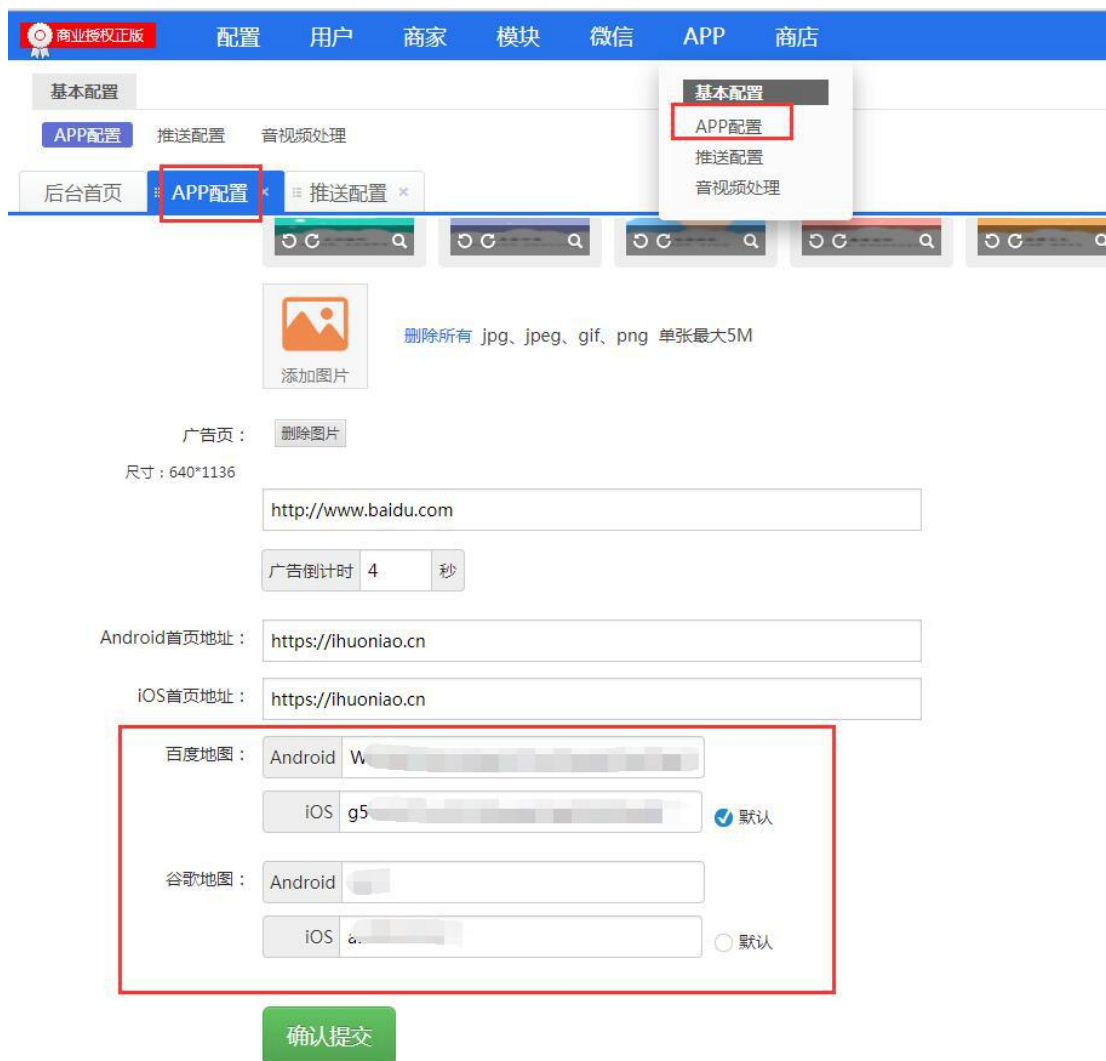 商业授权正版 配置 用户 商家 模块 微信 APP 商店
基本配置 基本配置
APP配置
APP配置 推送配置 音视频处理
推送配置
音视频处理
后台首页 APP配置 × 推送配置 ×
删除所有 jpg、jpeg、gif、png 单张最大5M
添加图片
广告页： 删除图片
尺寸：640*1136
http://www.baidu.com
广告倒计时 4 秒
Android首页地址： https://ihuoniao.cn
iOS首页地址： https://ihuoniao.cn
百度地图： Android W
iOS g5 默认
谷歌地图： Android
iOS a 默认
确认提交